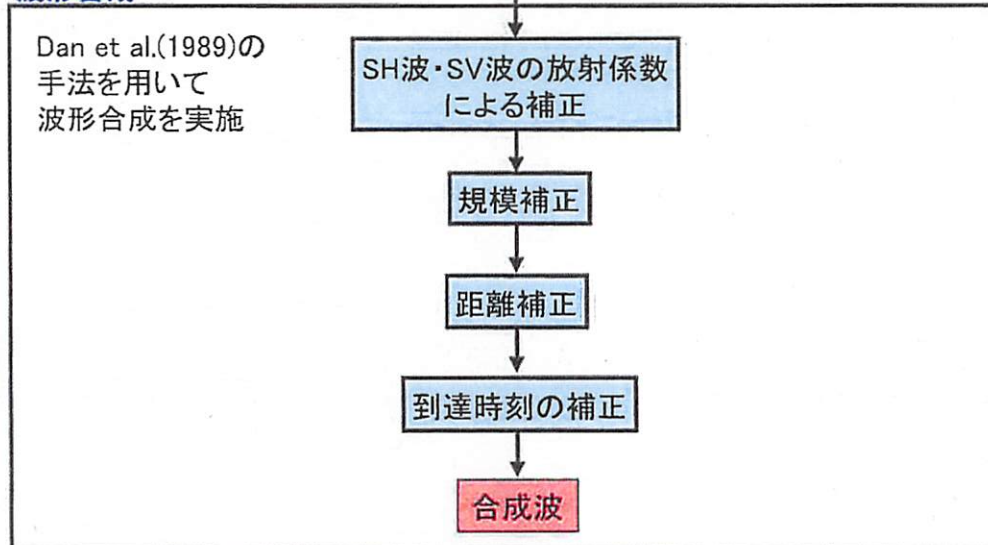 Dan et al.(1989)の
手法を用いて
波形合成を実施
SH波・SV波の放射係数
による補正
規模補正
距離補正
到達時刻の補正
合成波